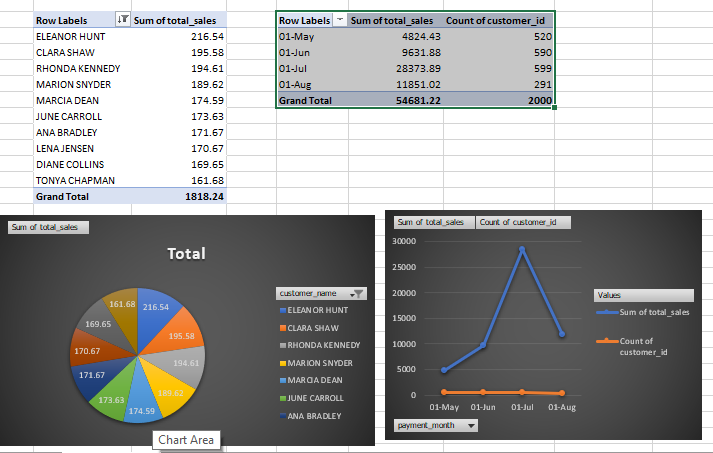 Row Labels Sum of total_sales
ELEANOR HUNT 216.54
CLARA SHAW 195.58
RHONDA KENNEDY 194.61
MARION SNYDER 189.62
MARCIA DEAN 174.59
JUNE CARROLL 173.63
ANA BRADLEY 171.67
LENA JENSEN 170.67
DIANE COLLINS 169.65
TONYA CHAPMAN 161.68
Grand Total 1818.24
Row Labels Sum of total_sales Count of customer_id
01-May 4824.43 520
01-Jun 9631.88 590
01-Jul 28373.89 599
01-Aug 11851.02 291
Grand Total 54681.22 2000
Sum of total_sales
Total
161.68 216.54
169.65 195.58
170.67 194.61
171.67 189.62
173.63 174.59
customer_name
ELEANOR HUNT
CLARA SHAW
RHONDA KENNEDY
MARION SNYDER
MARCIA DEAN
JUNE CARROLL
ANA BRADLEY
Chart Area
Sum of total_sales Count of customer_id
30000
25000
20000
15000
10000
5000
0
01-May 01-Jun 01-Jul 01-Aug
Values
Sum of total_sales
Count of
customer_id
payment_month